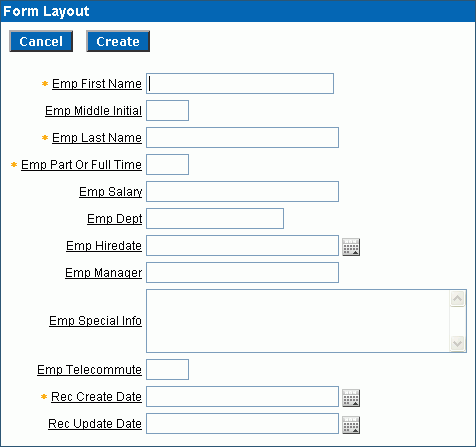 Form Layout
Cancel Create
* Emp First Name
Emp Middle Initial
* Emp Last Name
* Emp Part Or Full Time
Emp Salary
Emp Dept
Emp Hiredate
Emp Manager
Emp Special Info
Emp Telecommute
* Rec Create Date
Rec Update Date